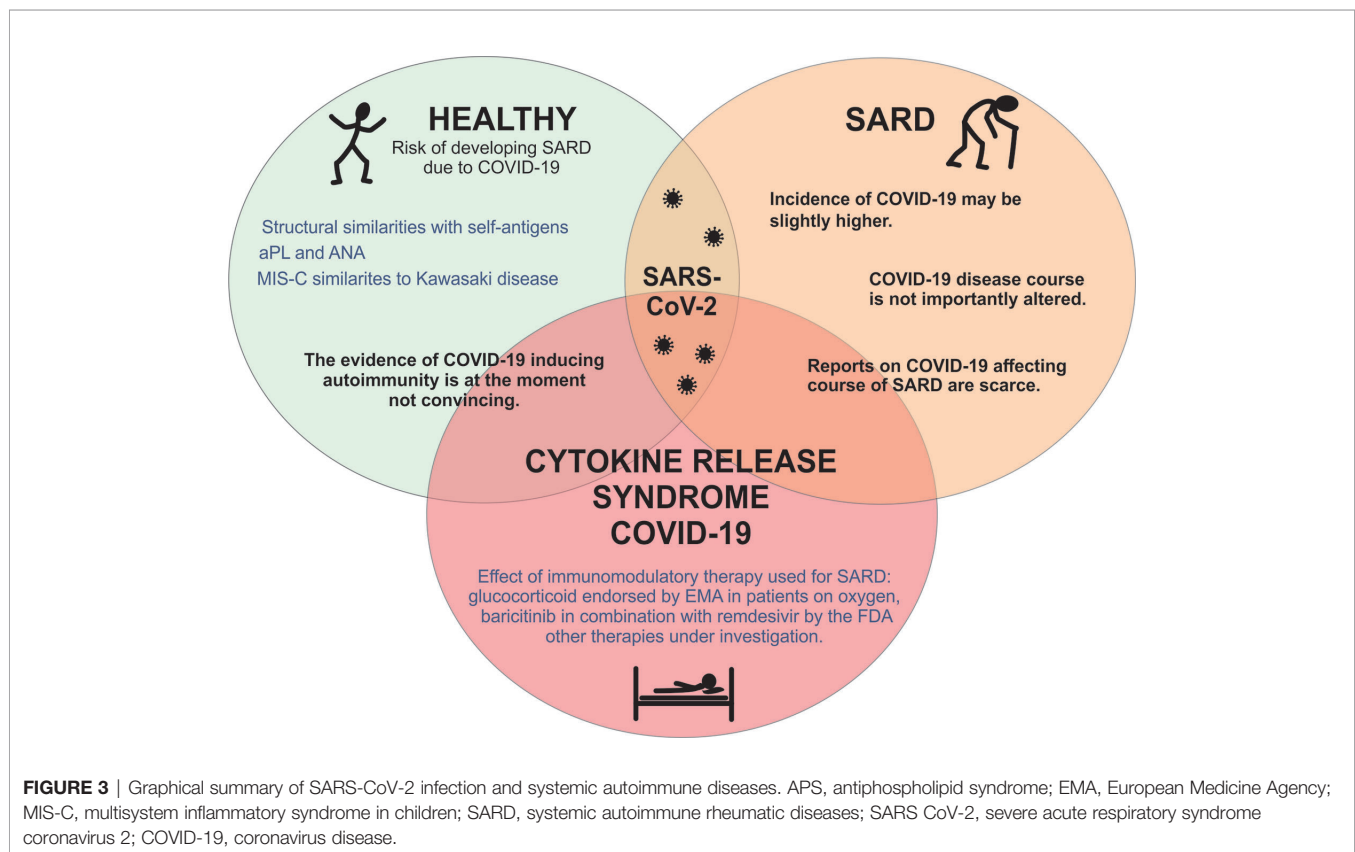 HEALTHY
Risk of developing SARD
due to COVID-19
Structural similarities with self-antigens
aPL and ANA
MIS-C similarites to Kawasaki disease
The evidence of COVID-19 inducing
autoimmunity is at the moment
not convincing.
SARS-
CoV-2
SARD
Incidence of COVID-19 may be
slightly higher.
COVID-19 disease course
is not importantly altered.
Reports on COVID-19 affecting
course of SARD are scarce.
CYTOKINE RELEASE
SYNDROME
COVID-19
Effect of immunomodulatory therapy used for SARD:
glucocorticoid endorsed by EMA in patients on oxygen,
baricitinib in combination with remdesivir by the FDA
other therapies under investigation.
FIGURE 3 | Graphical summary of SARS-CoV-2 infection and systemic autoimmune diseases. APS, antiphospholipid syndrome; EMA, European Medicine Agency;
MIS-C, multisystem inflammatory syndrome in children; SARD, systemic autoimmune rheumatic diseases; SARS CoV-2, severe acute respiratory syndrome
coronavirus 2; COVID-19, coronavirus disease.